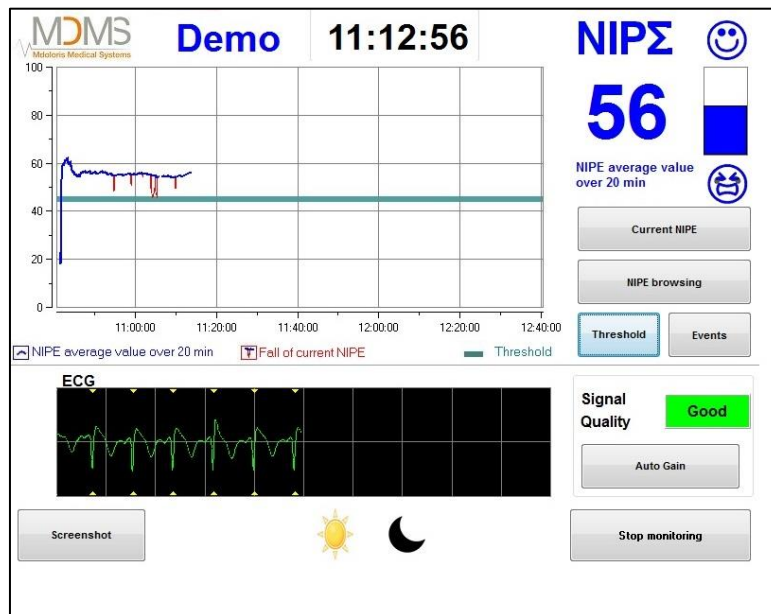 MDMS
Mdoloris Medical Systems
Demo
11:12:56
NIPΣ
56
NIPE average value
over 20 min
100
80
60
40
20
0
11:00:00 11:20:00 11:40:00 12:00:00 12:20:00 12:40:00
NIPE average value over 20 min Fall of current NIPE Threshold
Current NIPE
NIPE browsing
Threshold Events
ECG
Signal
Quality
Good
Auto Gain
Screenshot
Stop monitoring